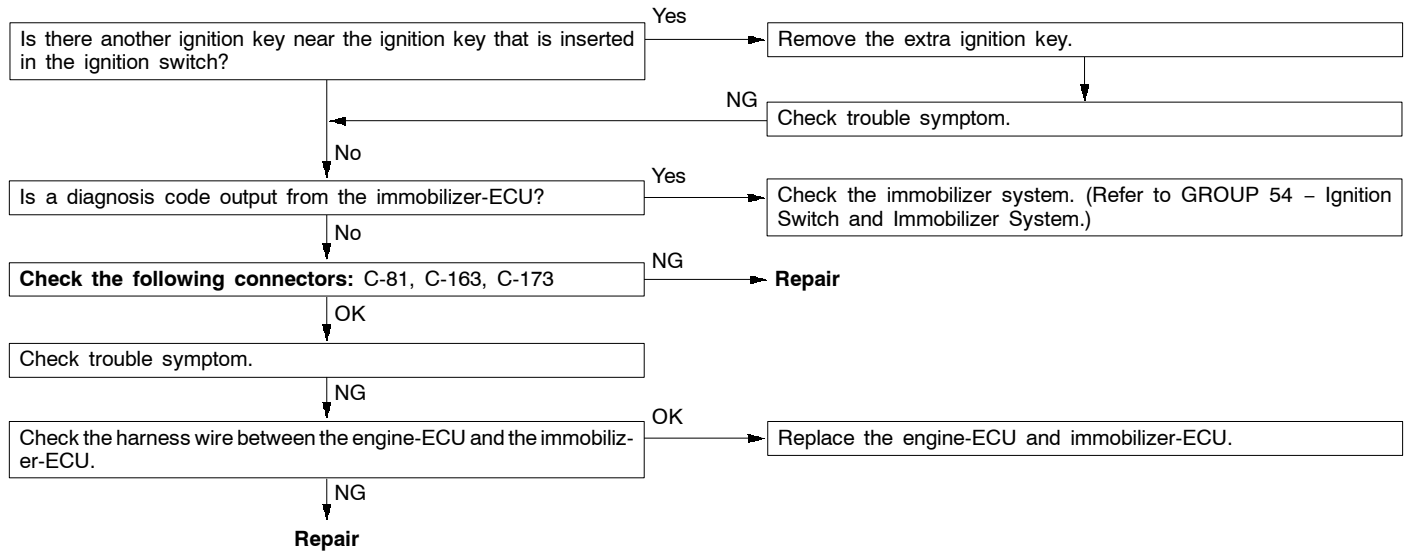 Is there another ignition key near the ignition key that is inserted
in the ignition switch?
Yes
Remove the extra ignition key.
NG
Check trouble symptom.
No
Is a diagnosis code output from the immobilizer-ECU?
Yes
Check the immobilizer system. (Refer to GROUP 54 – Ignition
Switch and Immobilizer System.)
No
Check the following connectors: C-81, C-163, C-173
NG
Repair
OK
Check trouble symptom.
NG
Check the harness wire between the engine-ECU and the immobiliz-
er-ECU.
OK
Replace the engine-ECU and immobilizer-ECU.
NG
Repair